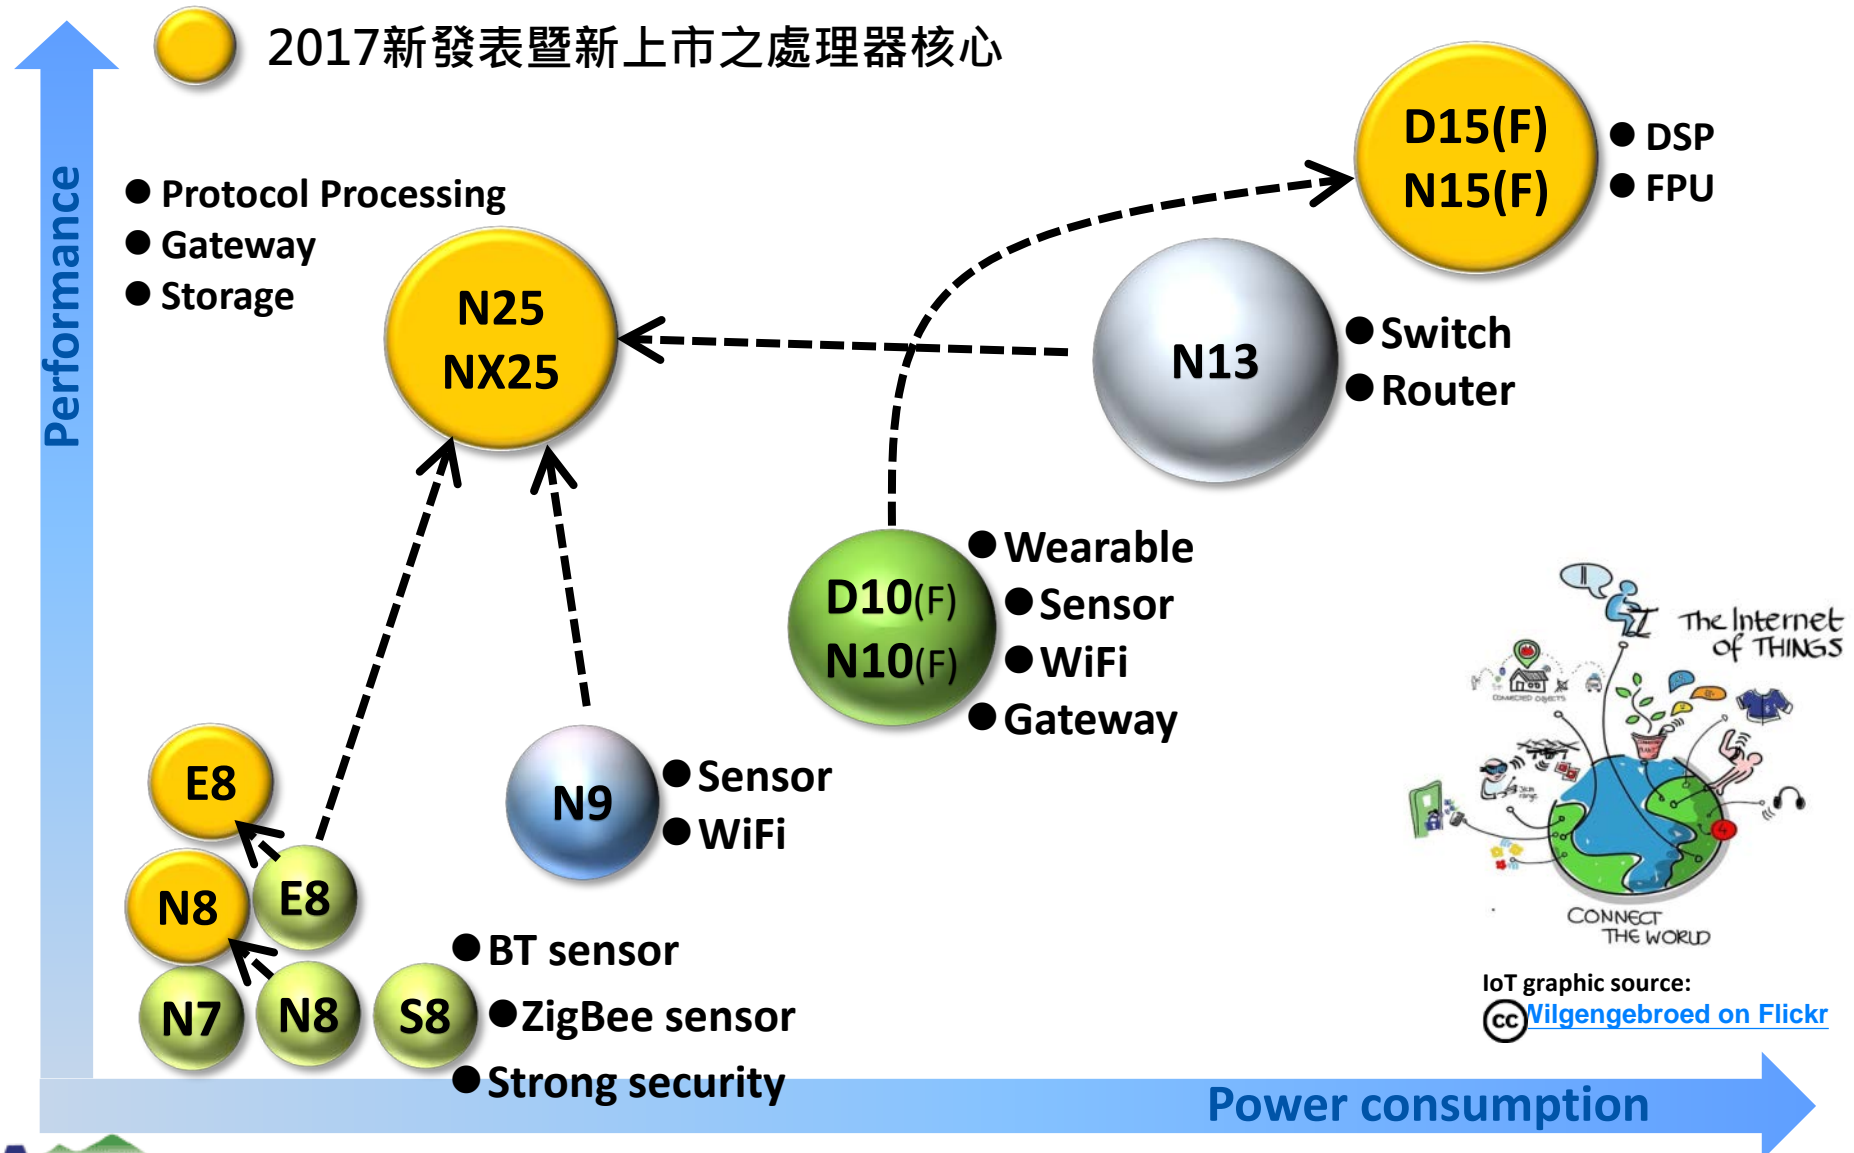 2017新發表暨新上市之處理器核心
Performance
● Protocol Processing
● Gateway
● Storage
D15(F)
N15(F)
● DSP
● FPU
N25
NX25
N13
● Switch
● Router
D10(F)
N10(F)
● Wearable
● Sensor
● WiFi
● Gateway
N9
● Sensor
● WiFi
E8
E8
N8
N7
N8
S8
● BT sensor
● ZigBee sensor
● Strong security
The Internet
of THINGS
CONNECTED OBJECTS
CONNECT
THE WORLD
IoT graphic source:
cc Wilgengebroed on Flickr
Power consumption